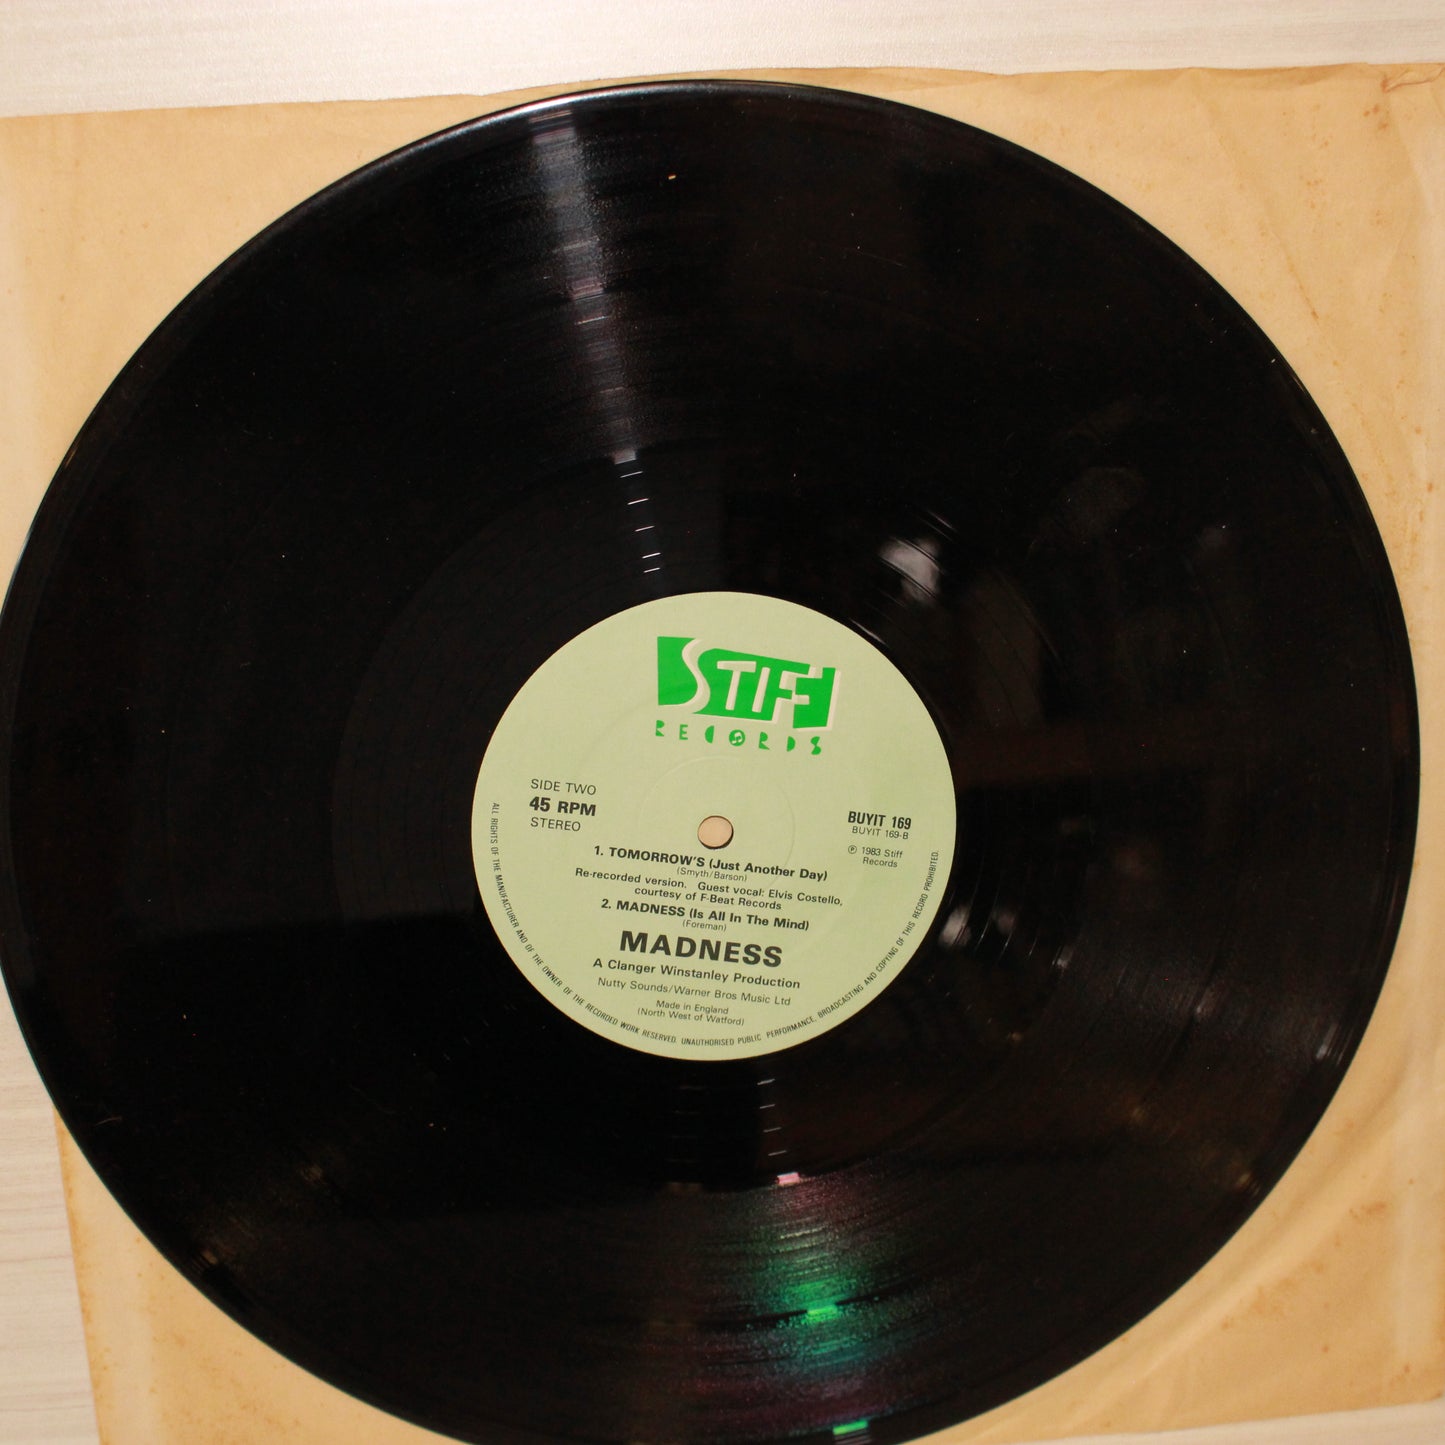 STIFF
RECORDS
SIDE TWO
45 RPM
STEREO
BUYIT 169
BUYIT 169-B
℗ 1983 Stiff
Records
1. TOMORROW'S (Just Another Day)
(Smyth/Barson)
Re-recorded version. Guest vocal: Elvis Costello,
courtesy of F-Beat Records
2. MADNESS (Is All In The Mind)
(Foreman)
MADNESS
A Clanger Winstanley Production
Nutty Sounds/Warner Bros Music Ltd
Made in England
(North West of Watford)
ALL RIGHTS OF THE MANUFACTURER AND OF THE OWNER OF THE RECORDED WORK RESERVED. UNAUTHORISED PUBLIC PERFORMANCE, BROADCASTING AND COPYING OF THIS RECORD PROHIBITED.